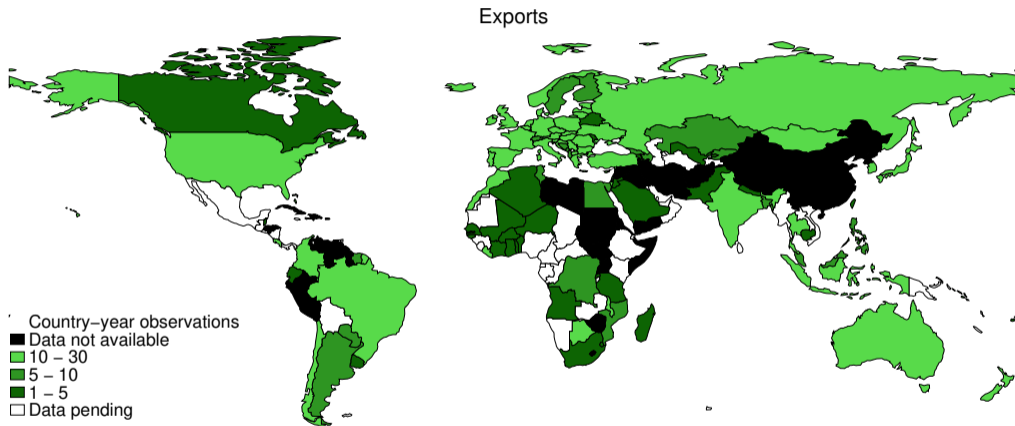 Exports
Country−year observations
Data not available
10 − 30
5 − 10
1 − 5
Data pending